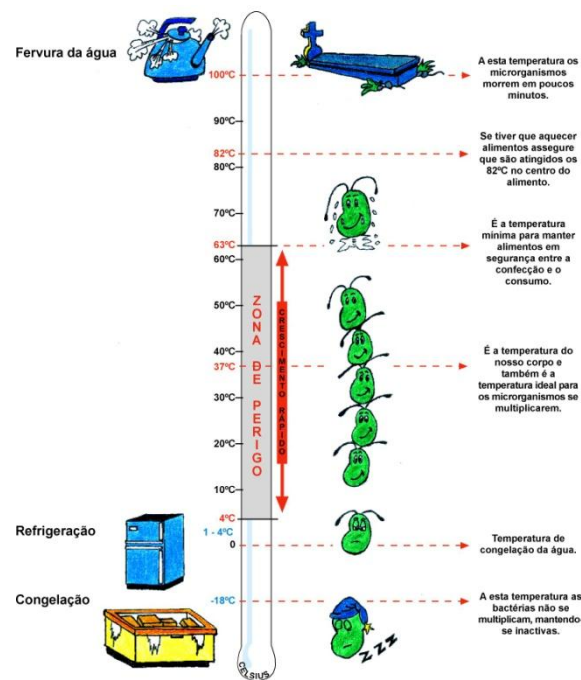 Fervura da água
100ºC
A esta temperatura os
microrganismos
morrem em poucos
minutos.
90ºC
82ºC
Se tiver que aquecer
alimentos assegure
que são atingidos os
82ºC no centro do
alimento.
80ºC
70ºC
63ºC
É a temperatura
mínima para manter
alimentos em
segurança entre a
confecção e o
consumo.
60ºC
50ºC
ZONA DE PERIGO
CRESCIMENTO RÁPIDO
40ºC
37ºC
É a temperatura do
nosso corpo e
também é a
temperatura ideal para
os microrganismos se
multiplicarem.
30ºC
20ºC
10ºC
4ºC
Refrigeração
1 - 4ºC
0
Temperatura de
congelação da água.
Congelação
-18ºC
A esta temperatura as
bactérias não se
multiplicam, mantendo
se inactivas.
Z Z Z
CELSIUS